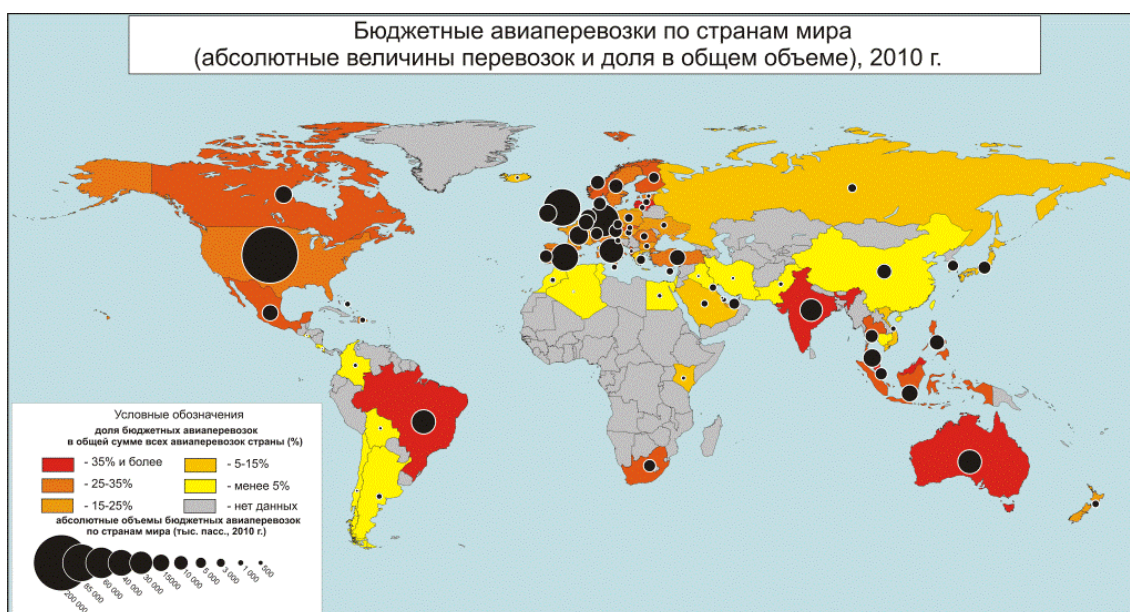 Бюджетные авиаперевозки по странам мира
(абсолютные величины перевозок и доля в общем объеме), 2010 г.
Условные обозначения
доля бюджетных авиаперевозок
в общей сумме всех авиаперевозок страны (%)
- 35% и более
- 25-35%
- 15-25%
- 5-15%
- менее 5%
- нет данных
абсолютные объемы бюджетных авиаперевозок
по странам мира (тыс. пасс., 2010 г.)
200 000
85 000
60 000
40 000
30 000
15000
10 000
5 000
3 000
1 000
500